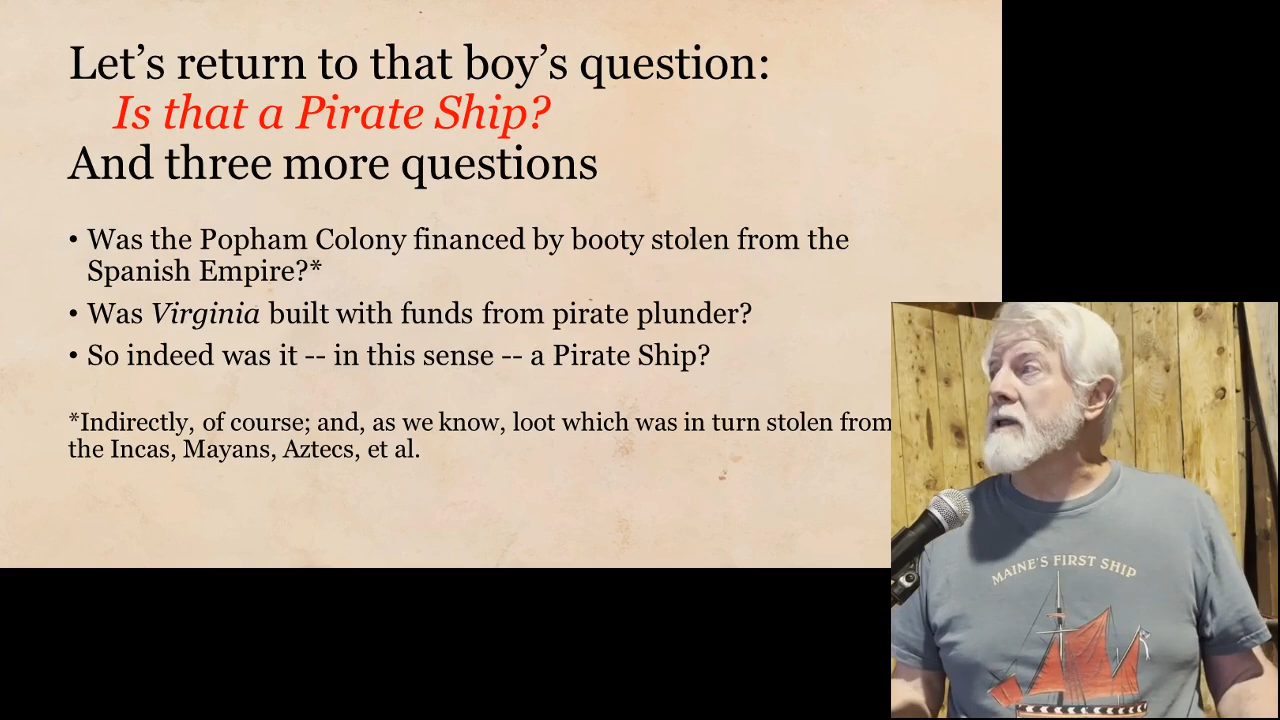 Let’s return to that boy’s question:
Is that a Pirate Ship?
And three more questions
• Was the Popham Colony financed by booty stolen from the
Spanish Empire?*
• Was Virginia built with funds from pirate plunder?
• So indeed was it -- in this sense -- a Pirate Ship?
*Indirectly, of course; and, as we know, loot which was in turn stolen from
the Incas, Mayans, Aztecs, et al.
MAINE'S FIRST SHIP